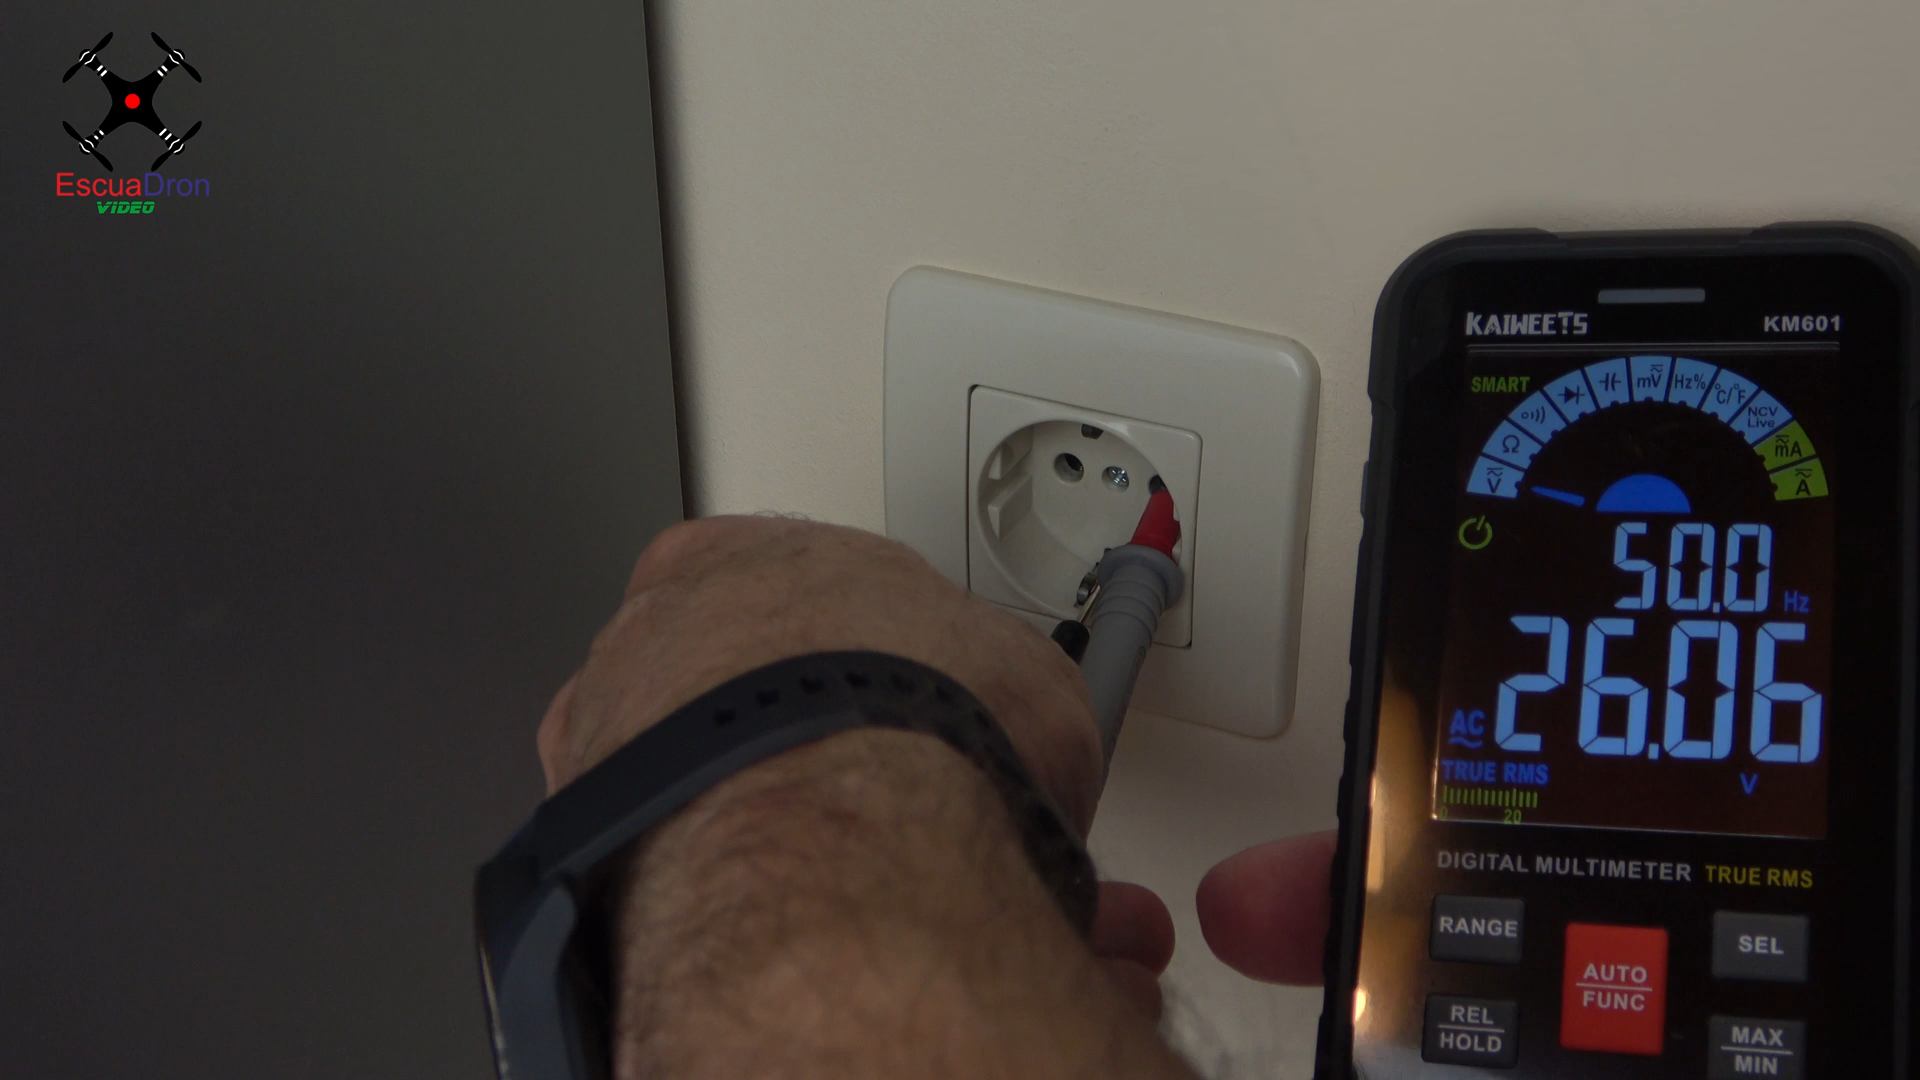 EscuaDron
VIDEO
KAIWEETS
KM601
SMART
V
Ω
mV
Hz%
°C/°F
NCV
Live
mA
A
50.0 Hz
AC
26.06
TRUE RMS
V
0 20
DIGITAL MULTIMETER TRUE RMS
RANGE
AUTO
FUNC
SEL
REL
HOLD
MAX
MIN